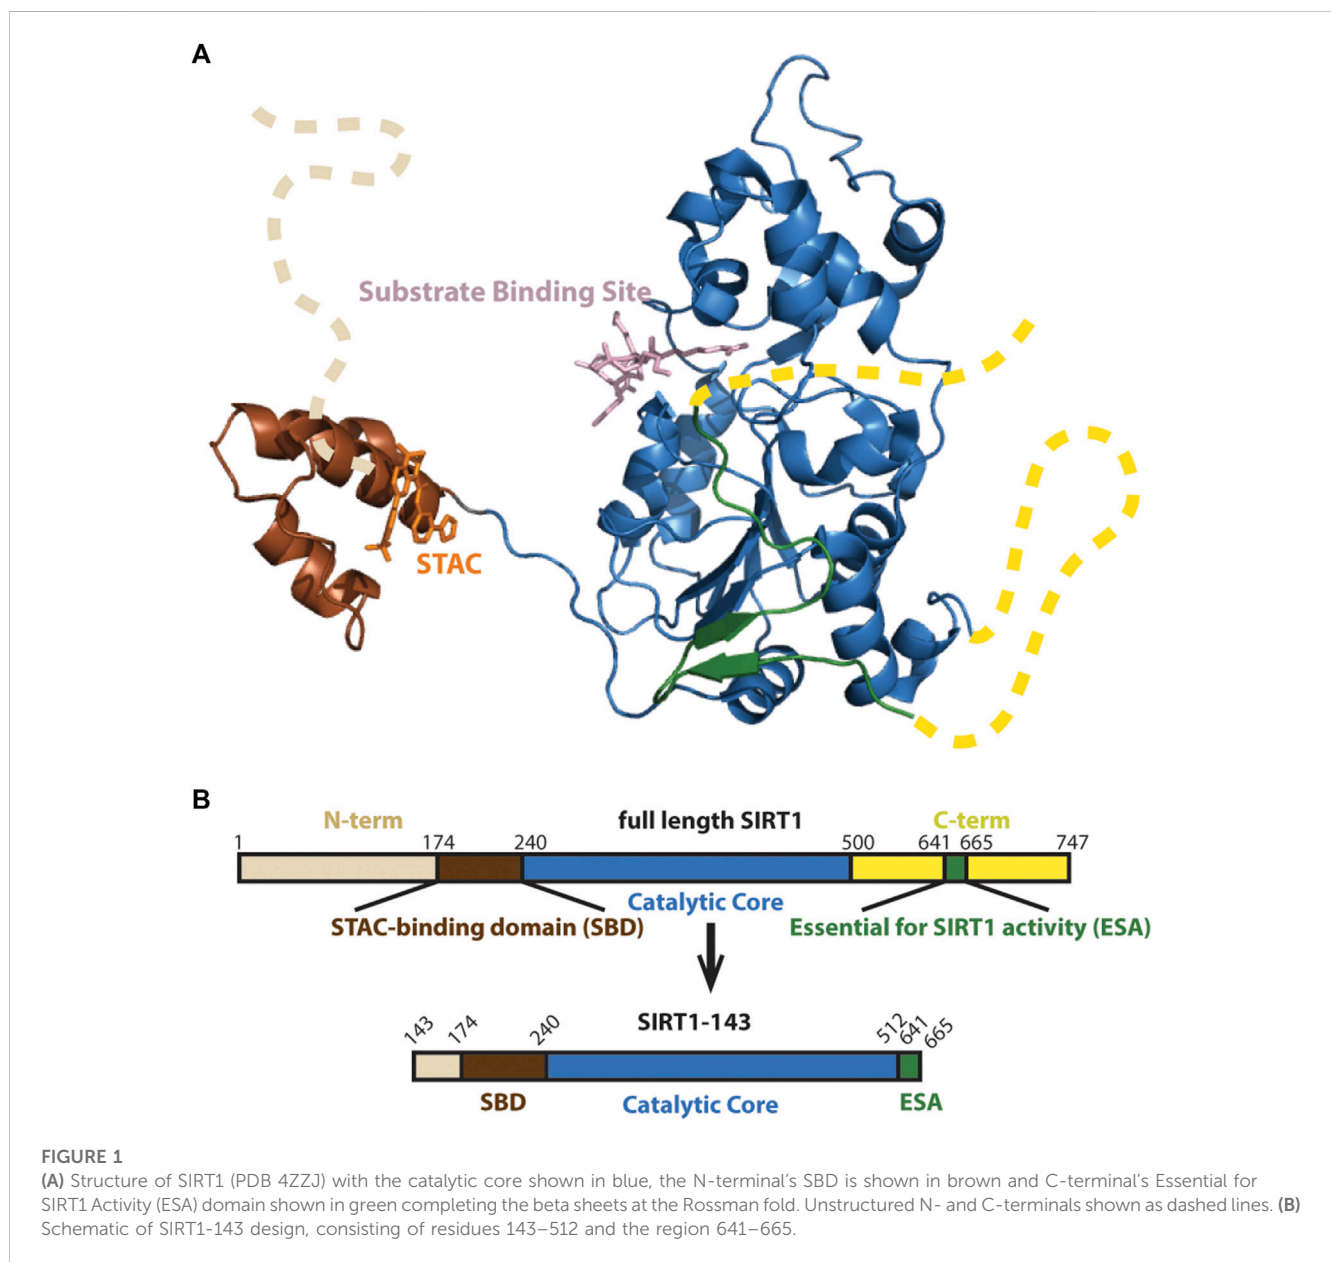 A
Substrate Binding Site
STAC
B
N-term full length SIRT1 C-term
1 174 240 500 641 665 747
Catalytic Core
STAC-binding domain (SBD) Essential for SIRT1 activity (ESA)
SIRT1-143
143 174 240 512 641 665
SBD Catalytic Core ESA
FIGURE 1
(A) Structure of SIRT1 (PDB 4ZZJ) with the catalytic core shown in blue, the N-terminal’s SBD is shown in brown and C-terminal’s Essential for
SIRT1 Activity (ESA) domain shown in green completing the beta sheets at the Rossman fold. Unstructured N- and C-terminals shown as dashed lines. (B)
Schematic of SIRT1-143 design, consisting of residues 143–512 and the region 641–665.